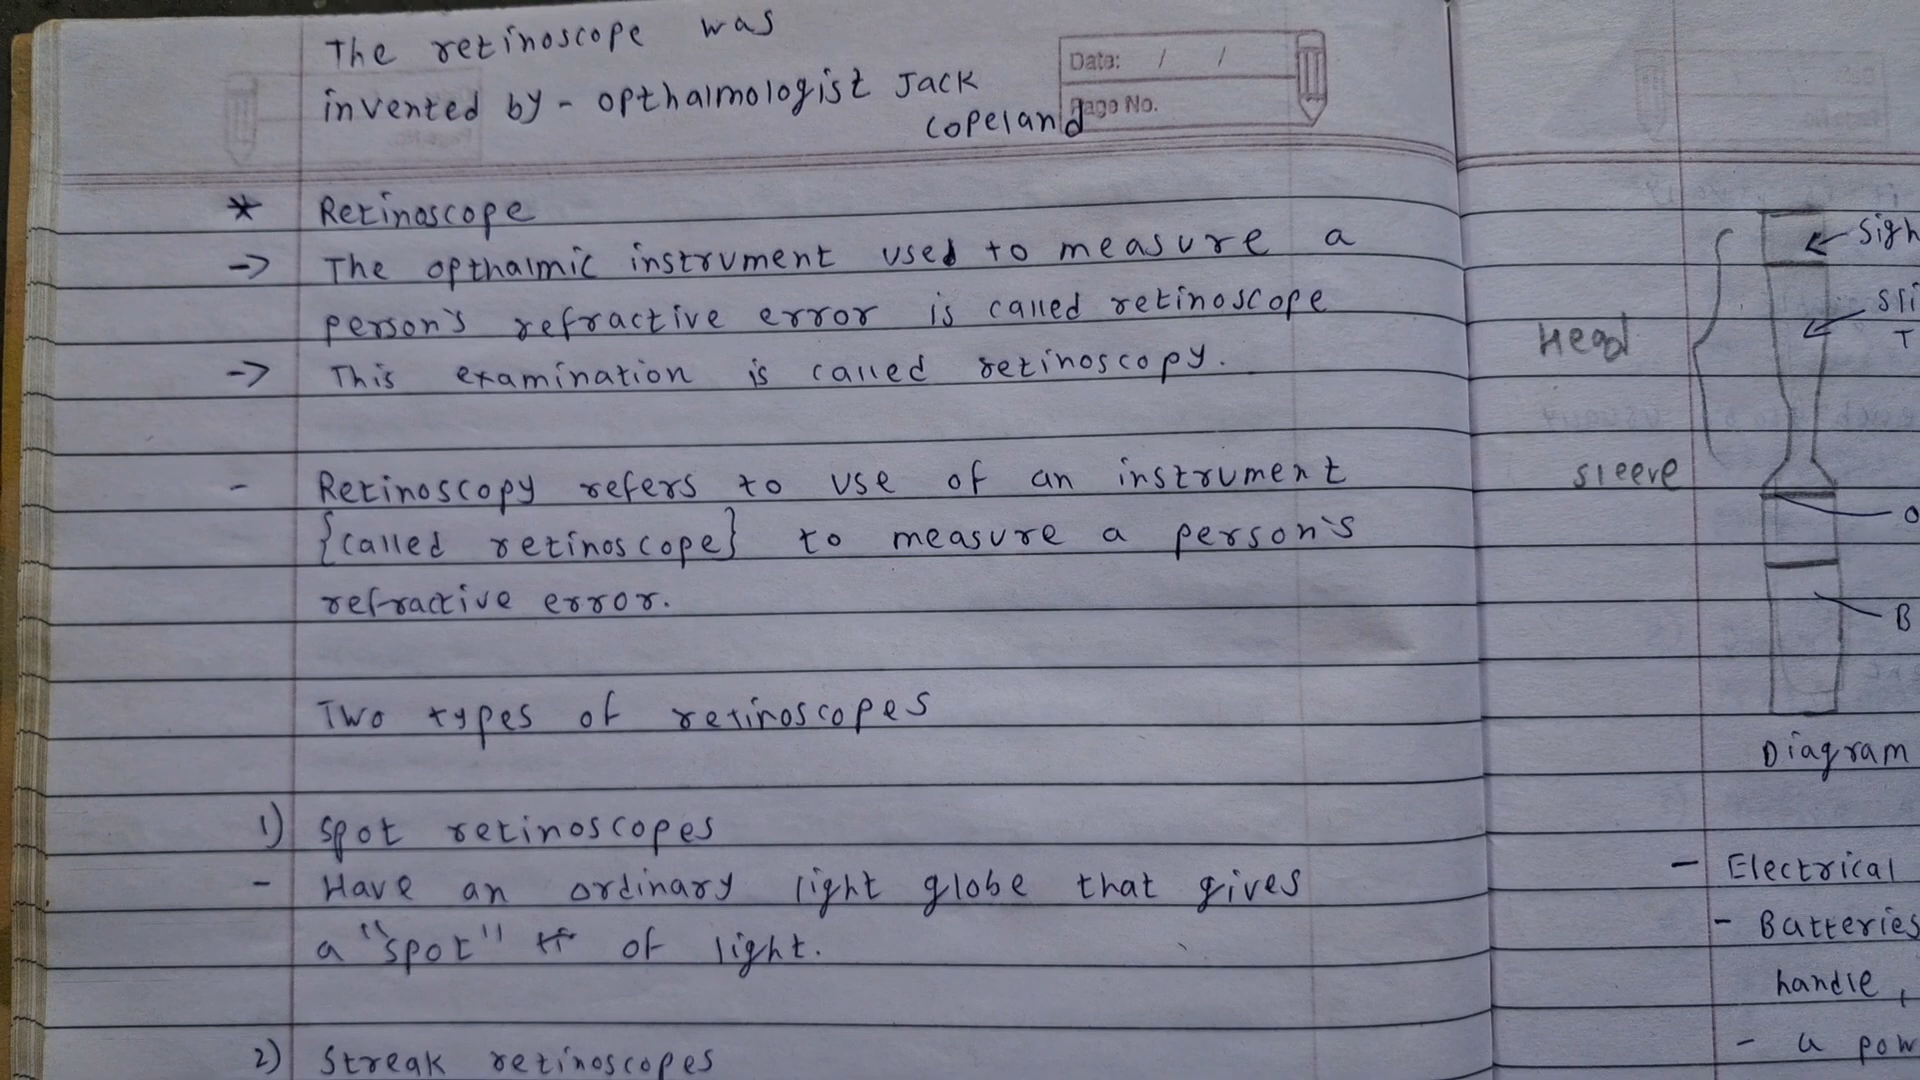 The retinoscope was
invented by - opthalmologist Jack
copeland
Data: / /
Page No.
* Retinoscope
-> The opthalmic instrument used to measure a
person's refractive error is called retinoscope
-> This examination is called retinoscopy.
- Retinoscopy refers to use of an instrument
{called retinoscope} to measure a person's
refractive error.
Two types of retinoscopes
1) Spot retinoscopes
- Have an ordinary light globe that gives
a "spot" of light.
2) Streak retinoscopes
Sigh
Sli
T
Head
sleeve
O
B
Diagram
- Electrical
- Batteries
handle,
- a pow